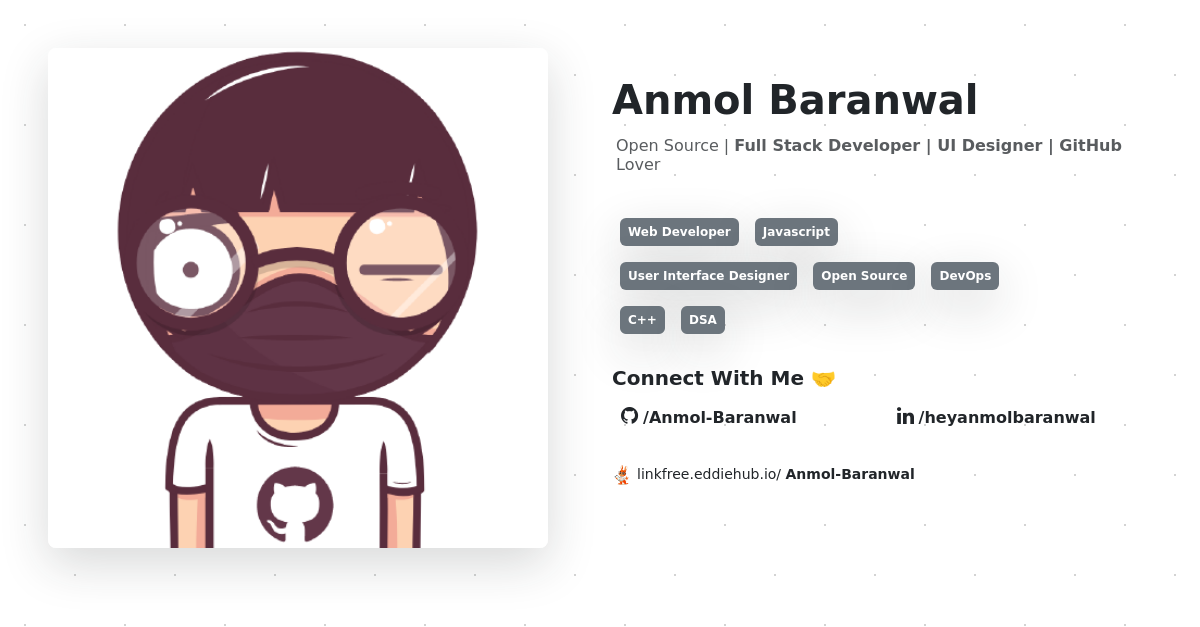 Anmol Baranwal
Open Source | Full Stack Developer | UI Designer | GitHub
Lover
Web Developer Javascript
User Interface Designer Open Source DevOps
C++ DSA
Connect With Me 🤝
/Anmol-Baranwal /heyanmolbaranwal
linkfree.eddiehub.io/ Anmol-Baranwal